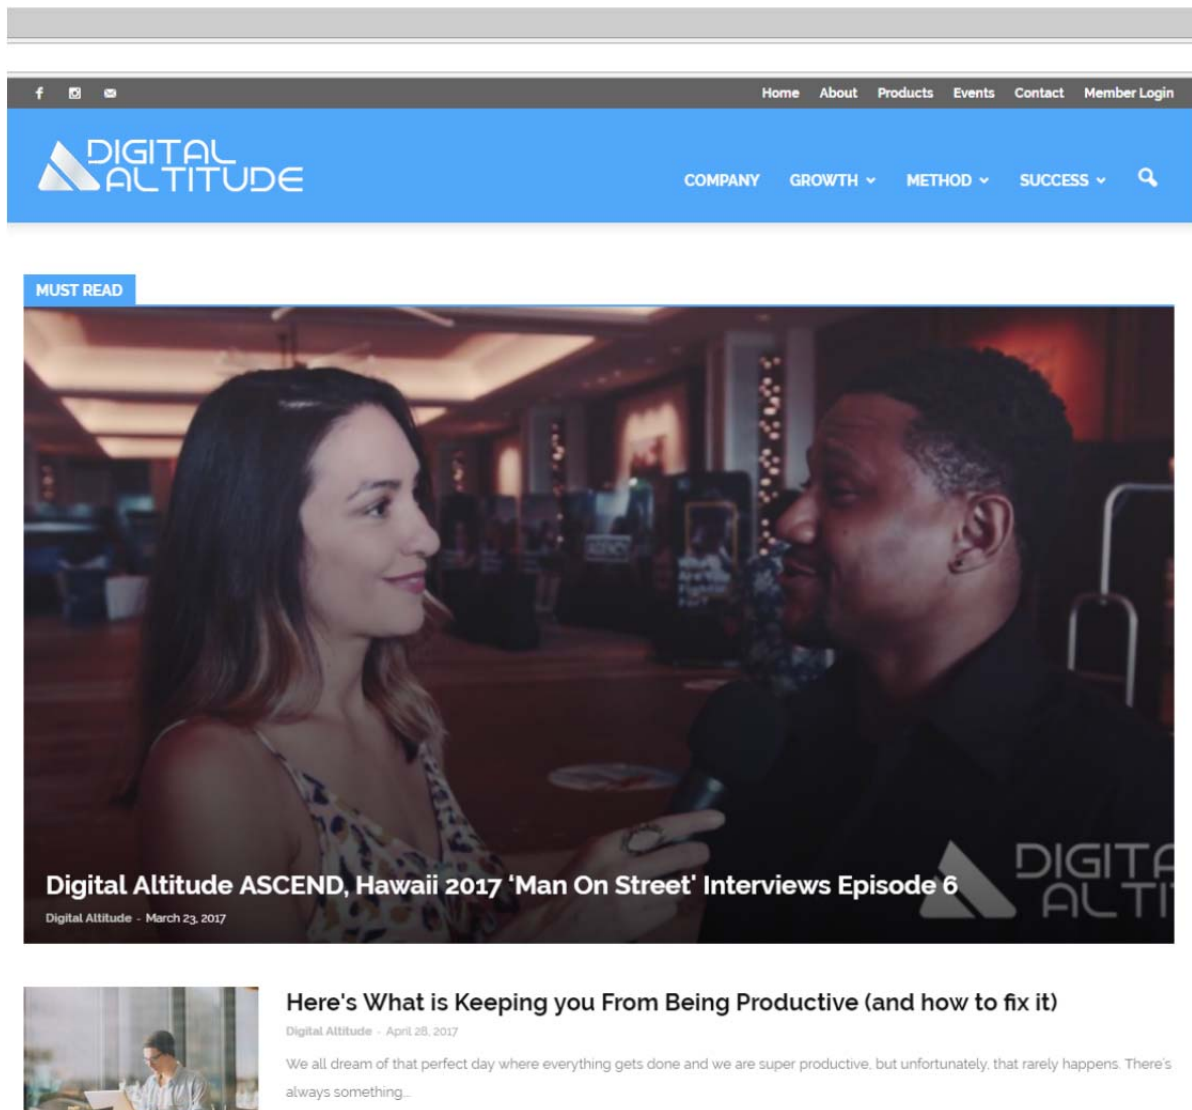 Home About Products Events Contact Member Login
DIGITAL
ALTITUDE
COMPANY GROWTH METHOD SUCCESS
MUST READ
Digital Altitude ASCEND, Hawaii 2017 ‘Man On Street' Interviews Episode 6
Digital Altitude - March 23, 2017
DIGITA
ALTI
Here's What is Keeping you From Being Productive (and how to fix it)
Digital Altitude - April 28, 2017
We all dream of that perfect day where everything gets done and we are super productive, but unfortunately, that rarely happens. There's
always something...